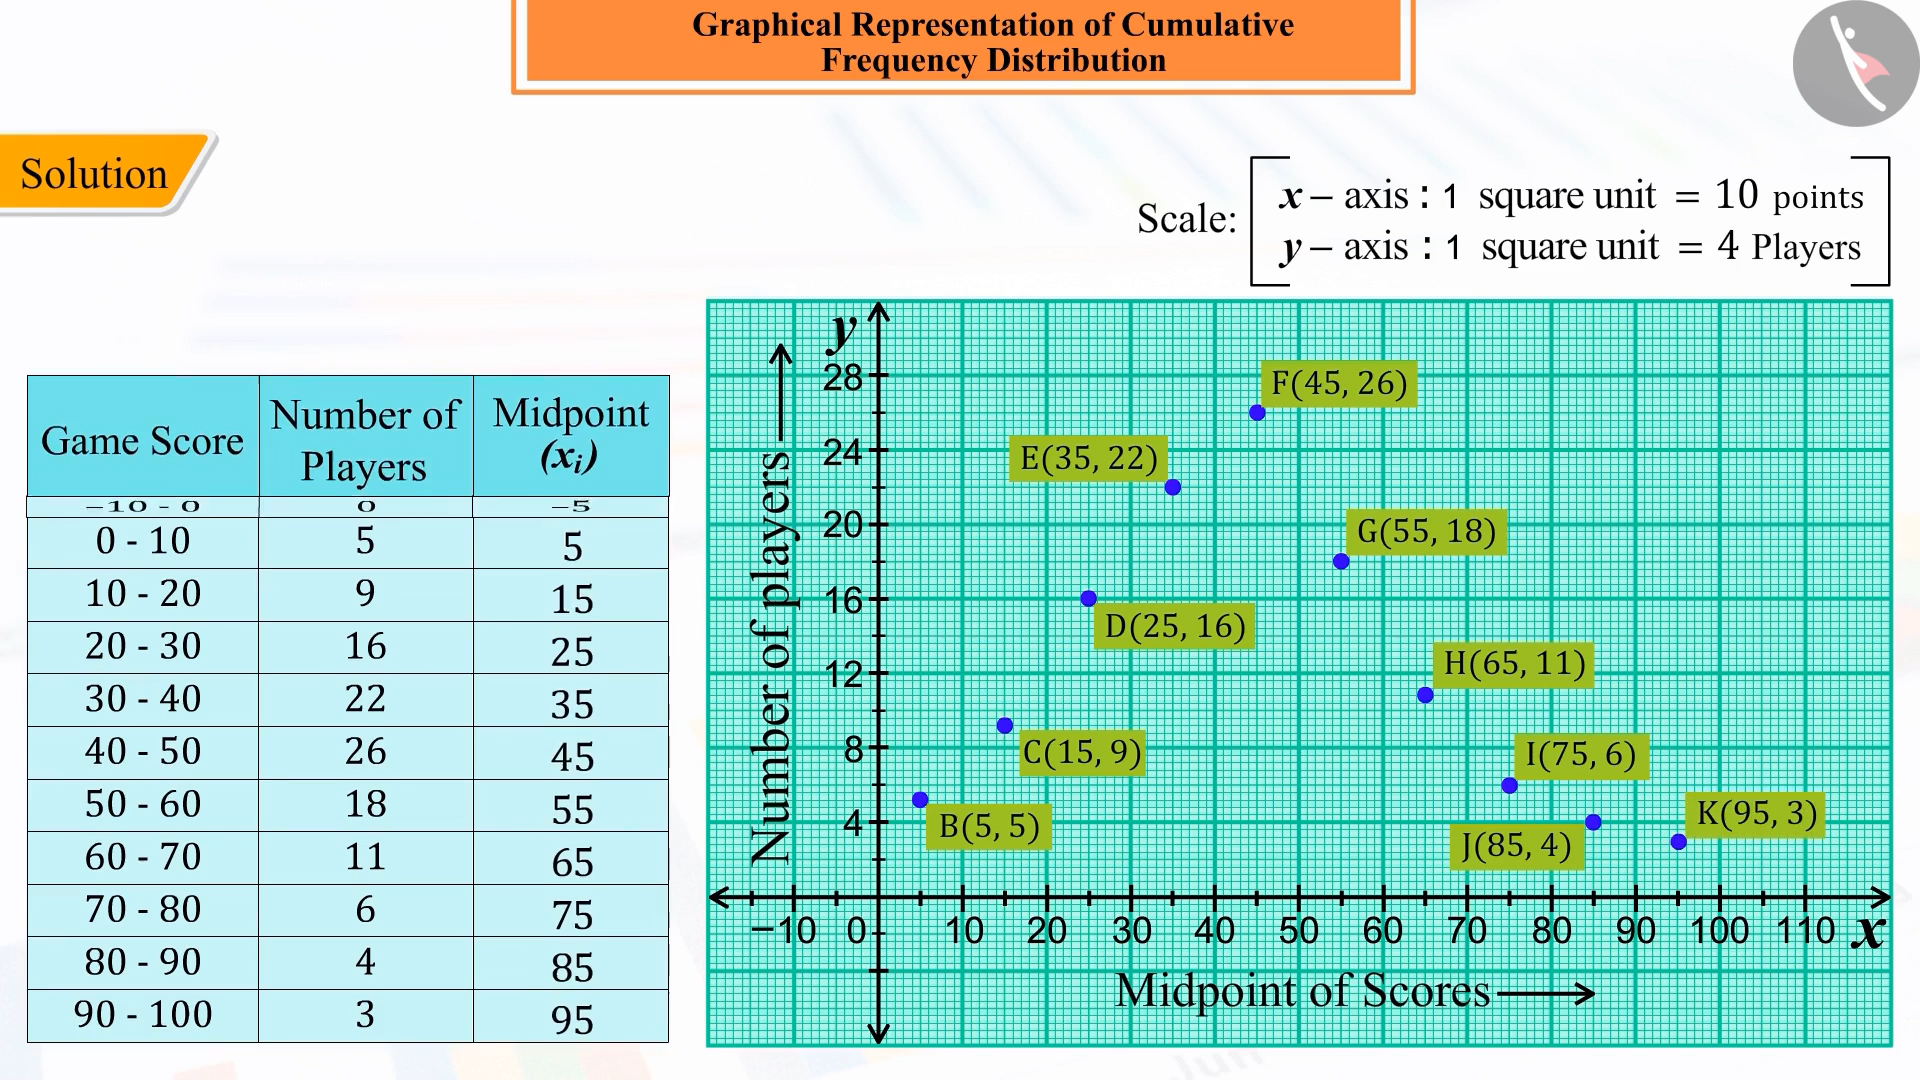 Graphical Representation of Cumulative
Frequency Distribution
Solution
Scale:
x – axis : 1 square unit = 10 points
y – axis : 1 square unit = 4 Players
Game Score Number of Players Midpoint (xᵢ)
–10 - 0 0 –5
0 - 10 5 5
10 - 20 9 15
20 - 30 16 25
30 - 40 22 35
40 - 50 26 45
50 - 60 18 55
60 - 70 11 65
70 - 80 6 75
80 - 90 4 85
90 - 100 3 95
y
Number of players
28
24
20
16
12
8
4
F(45, 26)
E(35, 22)
G(55, 18)
D(25, 16)
H(65, 11)
C(15, 9)
I(75, 6)
B(5, 5)
K(95, 3)
J(85, 4)
–10 0 10 20 30 40 50 60 70 80 90 100 110 x
Midpoint of Scores